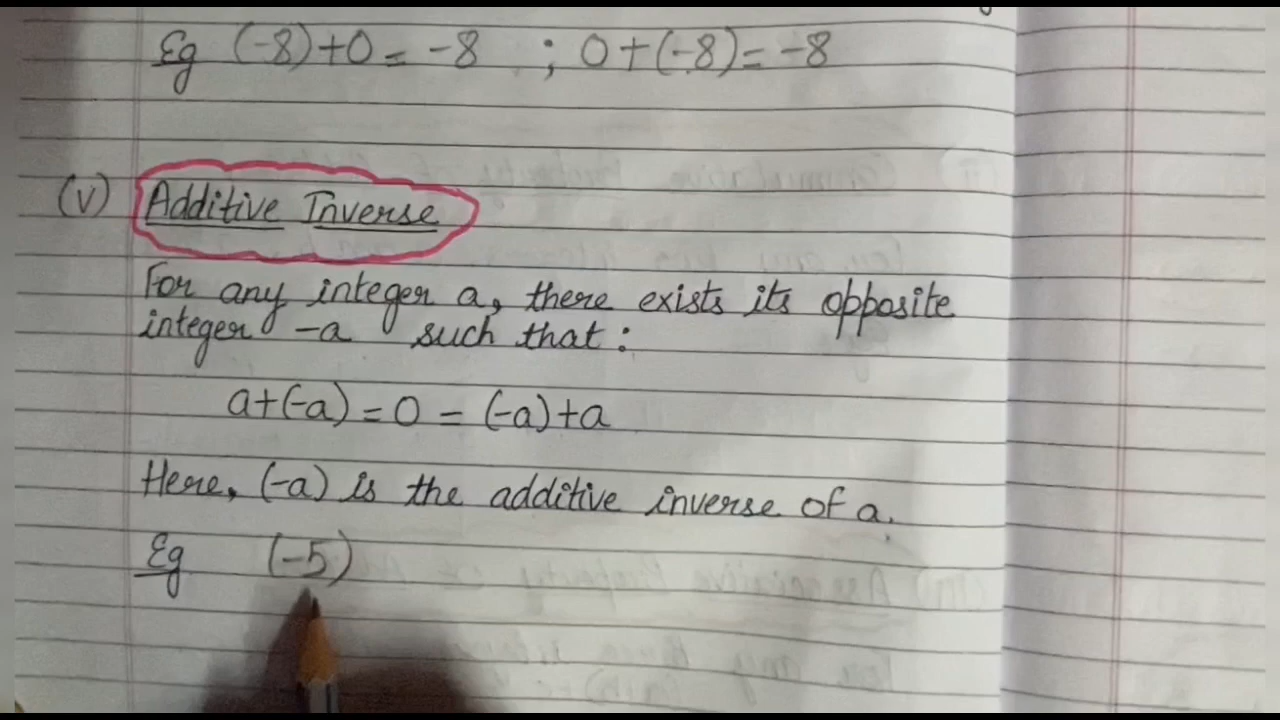 Eg (-8)+0 = -8 ; 0+(-8) = -8
(v) Additive Inverse
For any integer a, there exists its opposite
integer -a such that:
a+(-a) = 0 = (-a)+a
Here, (-a) is the additive inverse of a.
Eg (-5)